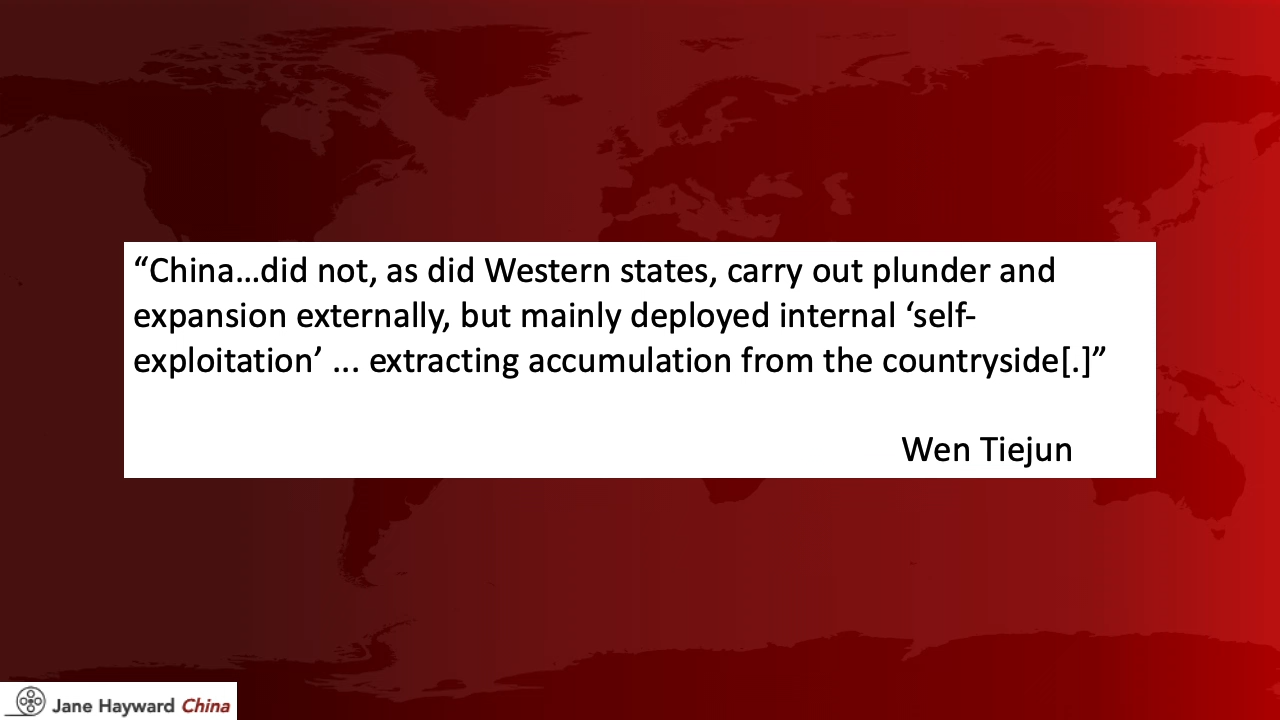 “China…did not, as did Western states, carry out plunder and
expansion externally, but mainly deployed internal ‘self-
exploitation’ ... extracting accumulation from the countryside[.]”
Wen Tiejun
Jane Hayward China